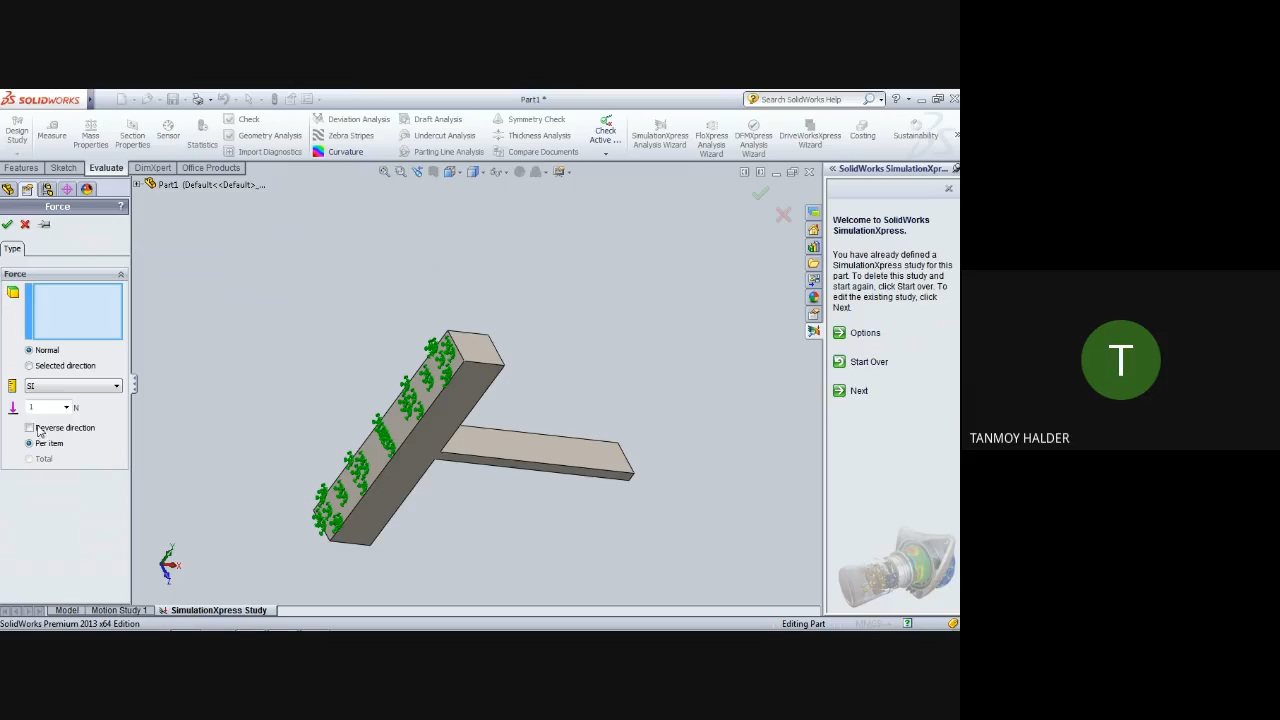 SOLIDWORKS
Part1 *
Search SolidWorks Help
Design Study
Measure
Mass Properties
Section Properties
Sensor
Statistics
Check
Geometry Analysis
Import Diagnostics
Deviation Analysis
Zebra Stripes
Curvature
Draft Analysis
Undercut Analysis
Parting Line Analysis
Symmetry Check
Thickness Analysis
Compare Documents
Check Active ...
SimulationXpress Analysis Wizard
FloXpress Analysis Wizard
DFMXpress Analysis Wizard
DriveWorksXpress Wizard
Costing
Sustainability
Features
Sketch
Evaluate
DimXpert
Office Products
Part1 (Default<<Default>_...
Force
?
Type
Force
Normal
Selected direction
SI
1
N
Reverse direction
Per item
Total
Y
X
Z
SolidWorks SimulationXpr...
Welcome to SolidWorks
SimulationXpress.
You have already defined a
SimulationXpress study for this
part. To delete this study and
start again, click Start over. To
edit the existing study, click
Next.
Options
Start Over
Next
Model
Motion Study 1
SimulationXpress Study
SolidWorks Premium 2013 x64 Edition
Editing Part
MMGS
T
TANMOY HALDER